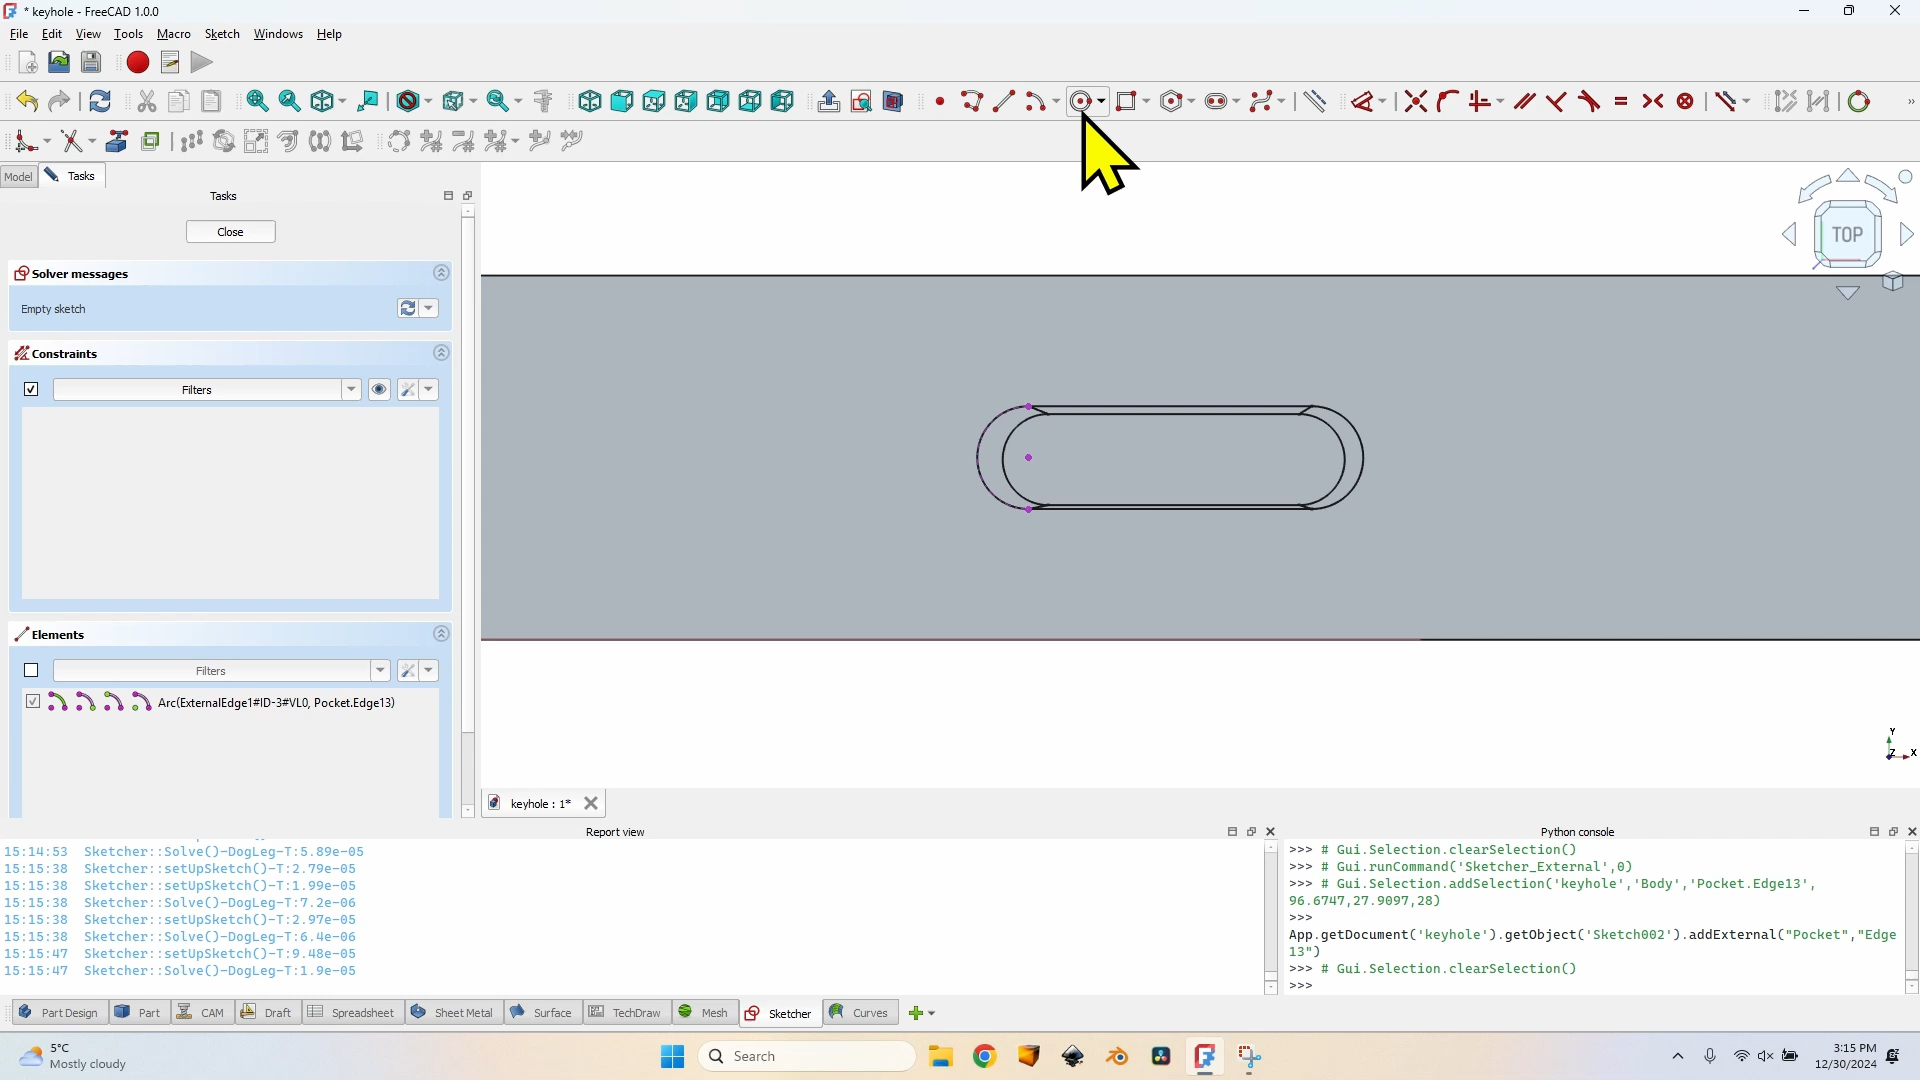 * keyhole - FreeCAD 1.0.0
File Edit View Tools Macro Sketch Windows Help
Model Tasks
Tasks
Close
Solver messages
Empty sketch
Constraints
Filters
Elements
Filters
Arc(ExternalEdge1#ID-3#VL0, Pocket.Edge13)
TOP
Y
Z X
keyhole : 1*
Report view
15:14:53 Sketcher::Solve()-DogLeg-T:5.89e-05
15:15:38 Sketcher::setUpSketch()-T:2.79e-05
15:15:38 Sketcher::setUpSketch()-T:1.99e-05
15:15:38 Sketcher::Solve()-DogLeg-T:7.2e-06
15:15:38 Sketcher::setUpSketch()-T:2.97e-05
15:15:38 Sketcher::Solve()-DogLeg-T:6.4e-06
15:15:47 Sketcher::setUpSketch()-T:9.48e-05
15:15:47 Sketcher::Solve()-DogLeg-T:1.9e-05
Python console
>>> # Gui.Selection.clearSelection()
>>> # Gui.runCommand('Sketcher_External',0)
>>> # Gui.Selection.addSelection('keyhole','Body','Pocket.Edge13',
96.6747,27.9097,28)
>>>
App.getDocument('keyhole').getObject('Sketch002').addExternal("Pocket","Edge
13")
>>> # Gui.Selection.clearSelection()
>>>
Part Design Part CAM Draft Spreadsheet Sheet Metal Surface TechDraw Mesh Sketcher Curves
5°C
Mostly cloudy
Search
3:15 PM
12/30/2024